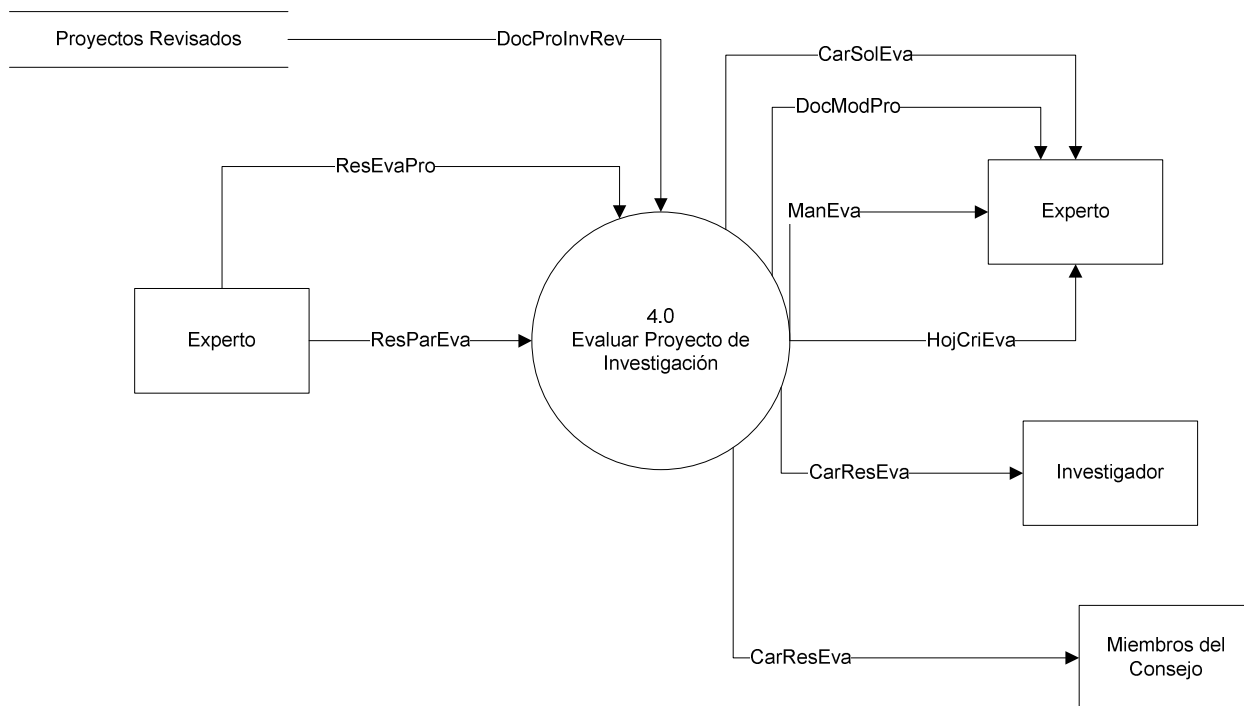 Proyectos Revisados
DocProInvRev
CarSolEva
DocModPro
ResEvaPro
ManEva
Experto
4.0
Evaluar Proyecto de
Investigación
Experto
ResParEva
HojCriEva
CarResEva
Investigador
CarResEva
Miembros del
Consejo